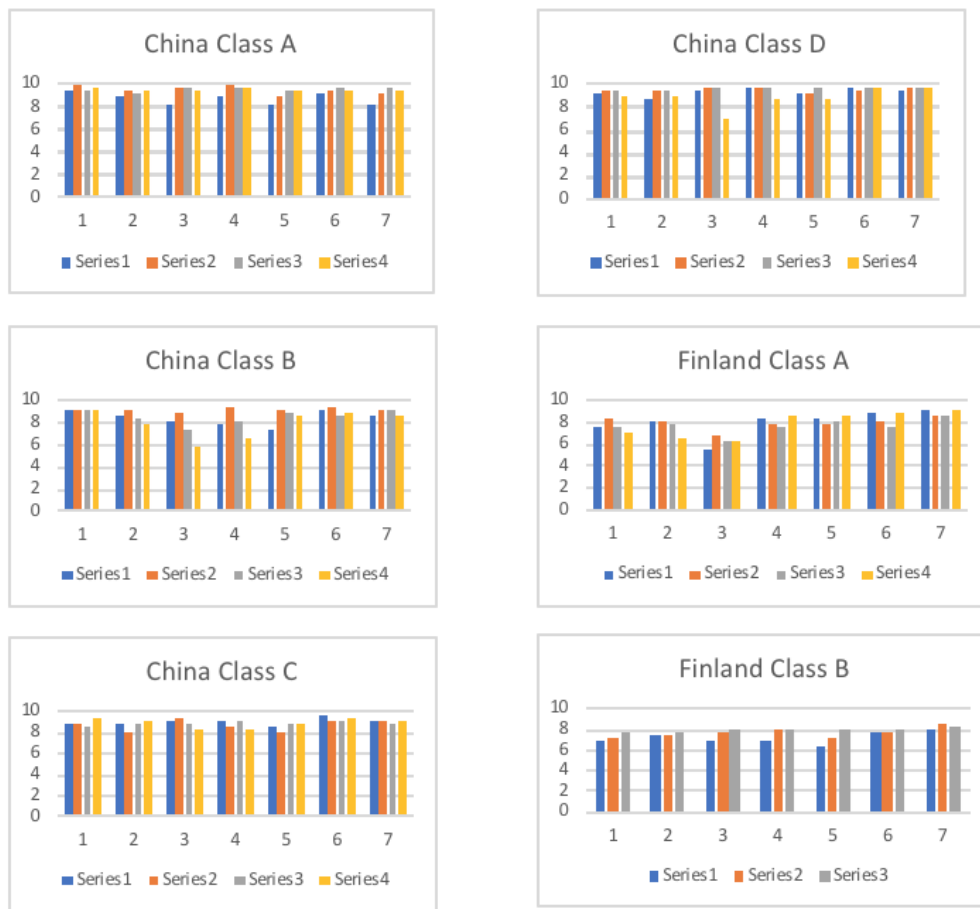 China Class A
10
8
6
4
2
0
1 2 3 4 5 6 7
Series1 Series2 Series3 Series4
China Class D
10
8
6
4
2
0
1 2 3 4 5 6 7
Series1 Series2 Series3 Series4
China Class B
10
8
6
4
2
0
1 2 3 4 5 6 7
Series1 Series2 Series3 Series4
Finland Class A
10
8
6
4
2
0
1 2 3 4 5 6 7
Series1 Series2 Series3 Series4
China Class C
10
8
6
4
2
0
1 2 3 4 5 6 7
Series1 Series2 Series3 Series4
Finland Class B
10
8
6
4
2
0
1 2 3 4 5 6 7
Series1 Series2 Series3